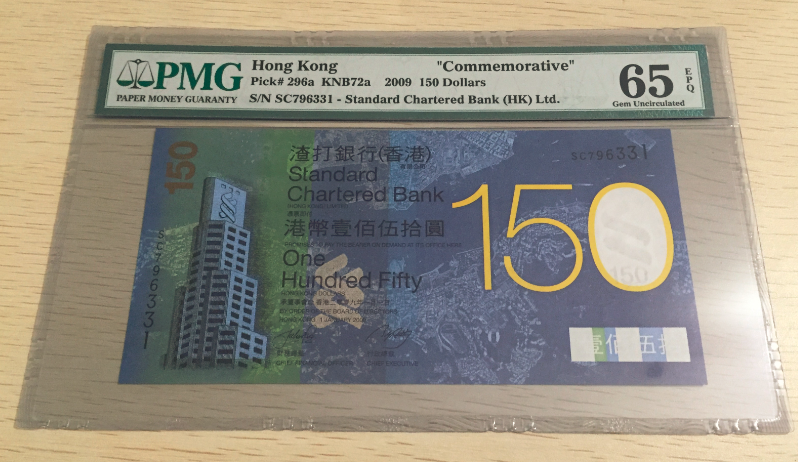 PMG
PAPER MONEY GUARANTY
Hong Kong "Commemorative"
Pick# 296a KNB72a 2009 150 Dollars
S/N SC796331 - Standard Chartered Bank (HK) Ltd.
65 EPQ
Gem Uncirculated
150
渣打銀行(香港)
Standard
Chartered Bank
港幣壹佰伍拾圓
One
Hundred Fifty
SC796331
150
150
SC796331
壹佰伍拾